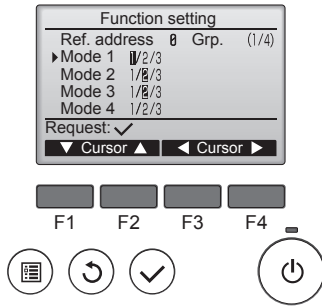 Function setting
Ref. address 0 Grp. (1/4)
Mode 1 1/2/3
Mode 2 1/2/3
Mode 3 1/2/3
Mode 4 1/2/3
Request: ✓
▼ Cursor ▲ ◀ Cursor ▶
F1 F2 F3 F4